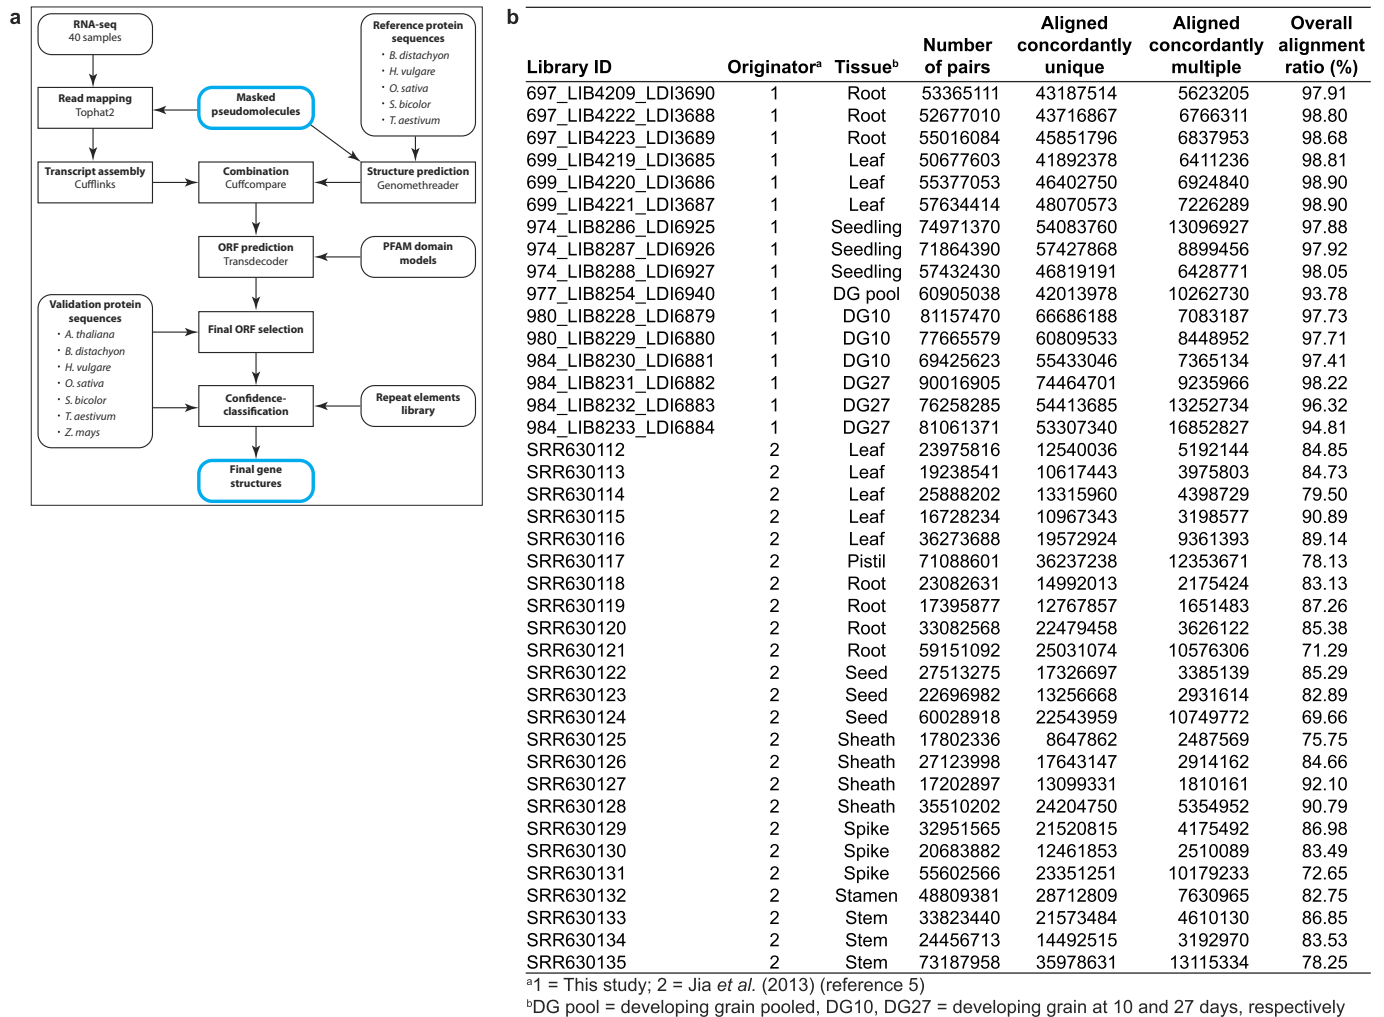 a
RNA-seq
40 samples
Reference protein
sequences
• B. distachyon
• H. vulgare
• O. sativa
• S. bicolor
• T. aestivum
Read mapping
Tophat2
Masked
pseudomolecules
Transcript assembly
Cufflinks
Combination
Cuffcompare
Structure prediction
Genomethreader
ORF prediction
Transdecoder
PFAM domain
models
Validation protein
sequences
• A. thaliana
• B. distachyon
• H. vulgare
• O. sativa
• S. bicolor
• T. aestivum
• Z. mays
Final ORF selection
Confidence-
classification
Repeat elements
library
Final gene
structures
b
Library ID Originatorᵃ Tissueᵇ Number of pairs Aligned concordantly unique Aligned concordantly multiple Overall alignment ratio (%)
697_LIB4209_LDI3690 1 Root 53365111 43187514 5623205 97.91
697_LIB4222_LDI3688 1 Root 52677010 43716867 6766311 98.80
697_LIB4223_LDI3689 1 Root 55016084 45851796 6837953 98.68
699_LIB4219_LDI3685 1 Leaf 50677603 41892378 6411236 98.81
699_LIB4220_LDI3686 1 Leaf 55377053 46402750 6924840 98.90
699_LIB4221_LDI3687 1 Leaf 57634414 48070573 7226289 98.90
974_LIB8286_LDI6925 1 Seedling 74971370 54083760 13096927 97.88
974_LIB8287_LDI6926 1 Seedling 71864390 57427868 8899456 97.92
974_LIB8288_LDI6927 1 Seedling 57432430 46819191 6428771 98.05
977_LIB8254_LDI6940 1 DG pool 60905038 42013978 10262730 93.78
980_LIB8228_LDI6879 1 DG10 81157470 66686188 7083187 97.73
980_LIB8229_LDI6880 1 DG10 77665579 60809533 8448952 97.71
984_LIB8230_LDI6881 1 DG10 69425623 55433046 7365134 97.41
984_LIB8231_LDI6882 1 DG27 90016905 74464701 9235966 98.22
984_LIB8232_LDI6883 1 DG27 76258285 54413685 13252734 96.32
984_LIB8233_LDI6884 1 DG27 81061371 53307340 16852827 94.81
SRR630112 2 Leaf 23975816 12540036 5192144 84.85
SRR630113 2 Leaf 19238541 10617443 3975803 84.73
SRR630114 2 Leaf 25888202 13315960 4398729 79.50
SRR630115 2 Leaf 16728234 10967343 3198577 90.89
SRR630116 2 Leaf 36273688 19572924 9361393 89.14
SRR630117 2 Pistil 71088601 36237238 12353671 78.13
SRR630118 2 Root 23082631 14992013 2175424 83.13
SRR630119 2 Root 17395877 12767857 1651483 87.26
SRR630120 2 Root 33082568 22479458 3626122 85.38
SRR630121 2 Root 59151092 25031074 10576306 71.29
SRR630122 2 Seed 27513275 17326697 3385139 85.29
SRR630123 2 Seed 22696982 13256668 2931614 82.89
SRR630124 2 Seed 60028918 22543959 10749772 69.66
SRR630125 2 Sheath 17802336 8647862 2487569 75.75
SRR630126 2 Sheath 27123998 17643147 2914162 84.66
SRR630127 2 Sheath 17202897 13099331 1810161 92.10
SRR630128 2 Sheath 35510202 24204750 5354952 90.79
SRR630129 2 Spike 32951565 21520815 4175492 86.98
SRR630130 2 Spike 20683882 12461853 2510089 83.49
SRR630131 2 Spike 55602566 23351251 10179233 72.65
SRR630132 2 Stamen 48809381 28712809 7630965 82.75
SRR630133 2 Stem 33823440 21573484 4610130 86.85
SRR630134 2 Stem 24456713 14492515 3192970 83.53
SRR630135 2 Stem 73187958 35978631 13115334 78.25
ᵃ1 = This study; 2 = Jia et al. (2013) (reference 5)
ᵇDG pool = developing grain pooled, DG10, DG27 = developing grain at 10 and 27 days, respectively